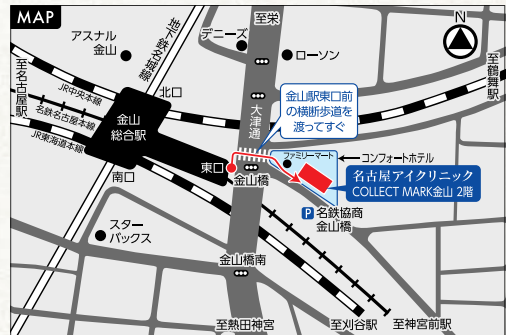 MAP
至栄
N
アスナル
金山
地下鉄名城線
デニーズ
ローソン
至名古屋駅
JR中央本線
北口
至鶴舞駅
名鉄名古屋本線
金山
総合駅
大津通
金山駅東口前
の横断歩道を
渡ってすぐ
JR東海道本線
ファミリーマート
コンフォートホテル
東口
金山橋
名古屋アイクリニック
COLLECT MARK金山 2階
南口
P 名鉄協商
金山橋
スター
バックス
金山橋南
至熱田神宮
至刈谷駅
至神宮前駅